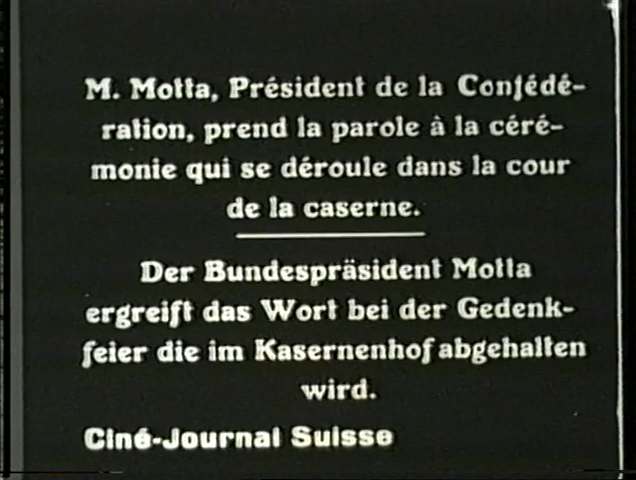 M. Motta, Président de la Confédé-
ration, prend la parole à la céré-
monie qui se déroule dans la cour
de la caserne.
Der Bundespräsident Motta
ergreift das Wort bei der Gedenk-
feier die im Kasernenhof abgehalten
wird.
Ciné-Journal Suisse